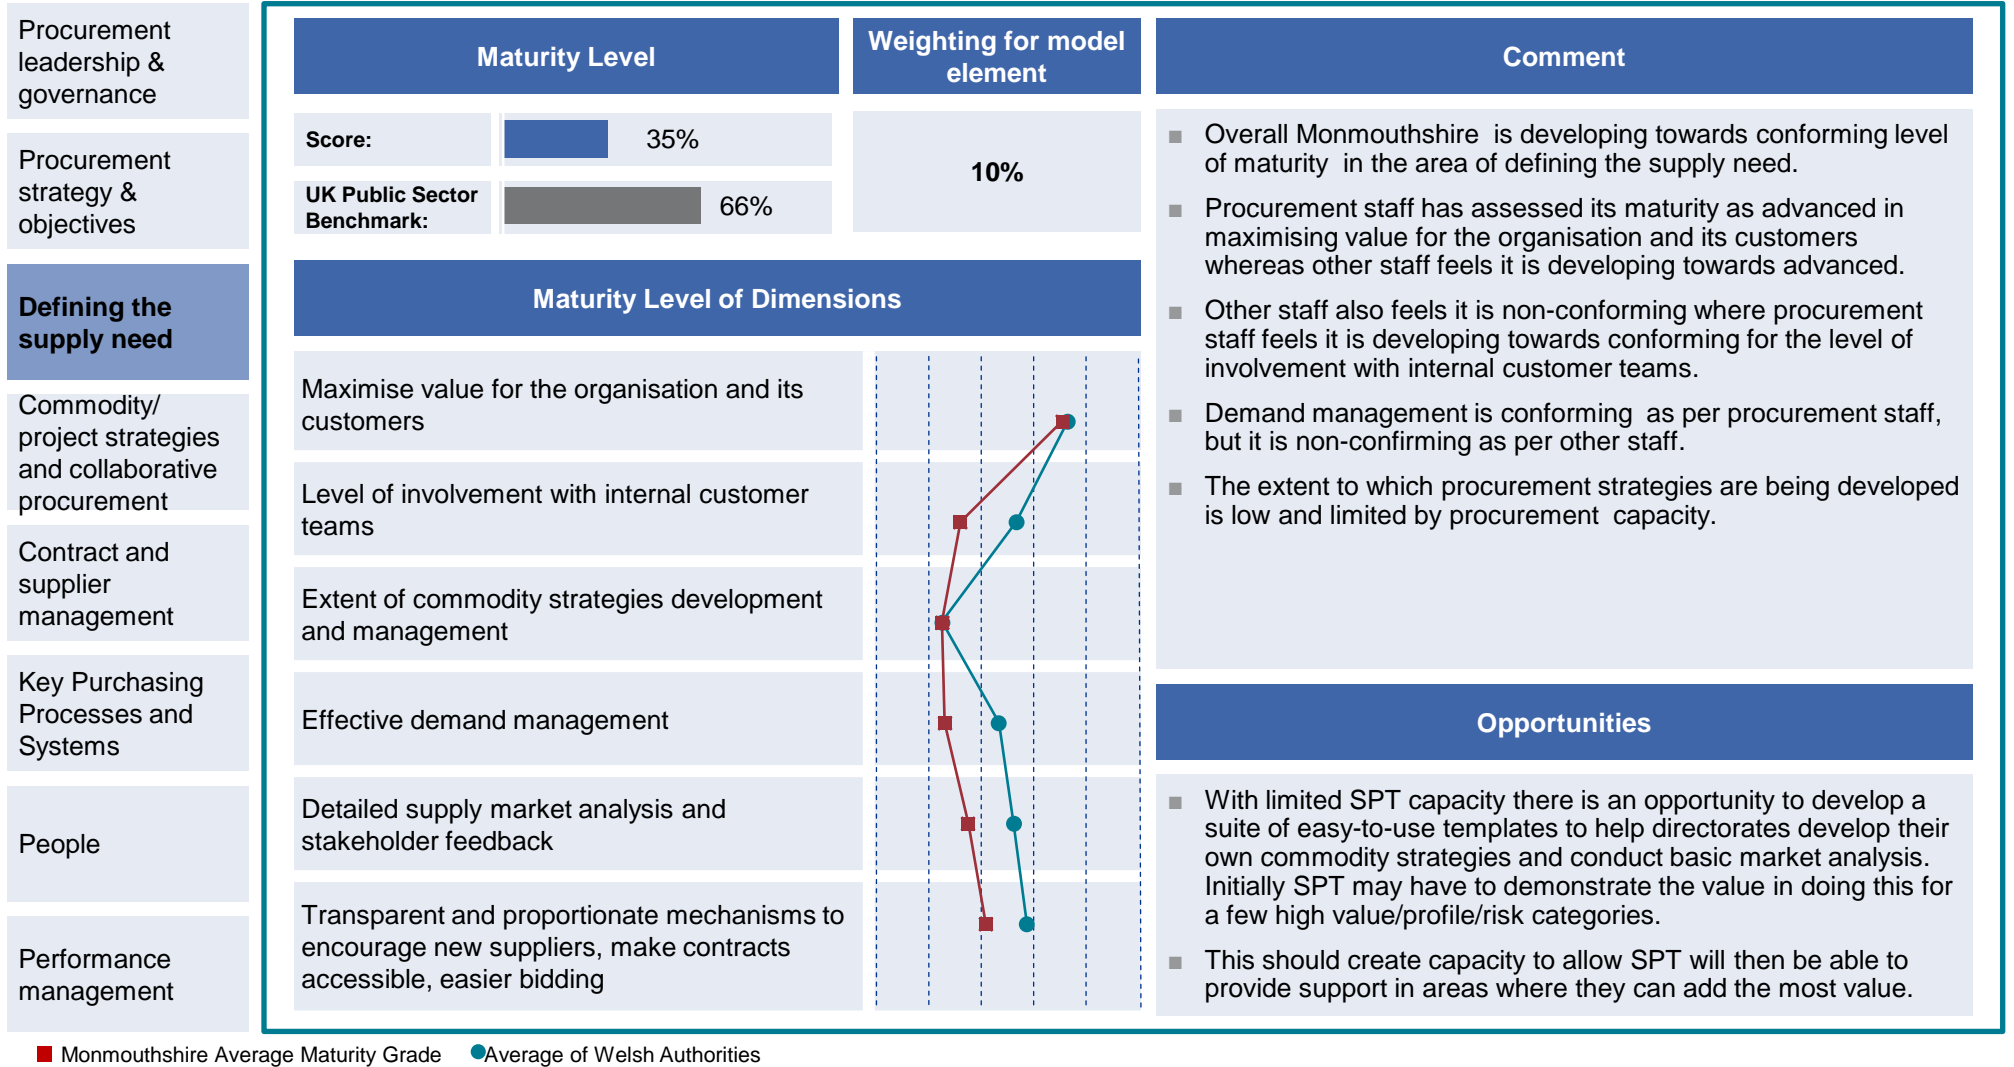 Procurement
leadership &
governance
Procurement
strategy &
objectives
Defining the
supply need
Commodity/
project strategies
and collaborative
procurement
Contract and
supplier
management
Key Purchasing
Processes and
Systems
People
Performance
management
Maturity Level
Score:
35%
UK Public Sector
Benchmark:
66%
Weighting for model
element
10%
Maturity Level of Dimensions
Maximise value for the organisation and its
customers
Level of involvement with internal customer
teams
Extent of commodity strategies development
and management
Effective demand management
Detailed supply market analysis and
stakeholder feedback
Transparent and proportionate mechanisms to
encourage new suppliers, make contracts
accessible, easier bidding
Comment
Overall Monmouthshire is developing towards conforming level
of maturity in the area of defining the supply need.
Procurement staff has assessed its maturity as advanced in
maximising value for the organisation and its customers
whereas other staff feels it is developing towards advanced.
Other staff also feels it is non-conforming where procurement
staff feels it is developing towards conforming for the level of
involvement with internal customer teams.
Demand management is conforming as per procurement staff,
but it is non-confirming as per other staff.
The extent to which procurement strategies are being developed
is low and limited by procurement capacity.
Opportunities
With limited SPT capacity there is an opportunity to develop a
suite of easy-to-use templates to help directorates develop their
own commodity strategies and conduct basic market analysis.
Initially SPT may have to demonstrate the value in doing this for
a few high value/profile/risk categories.
This should create capacity to allow SPT will then be able to
provide support in areas where they can add the most value.
Monmouthshire Average Maturity Grade
Average of Welsh Authorities